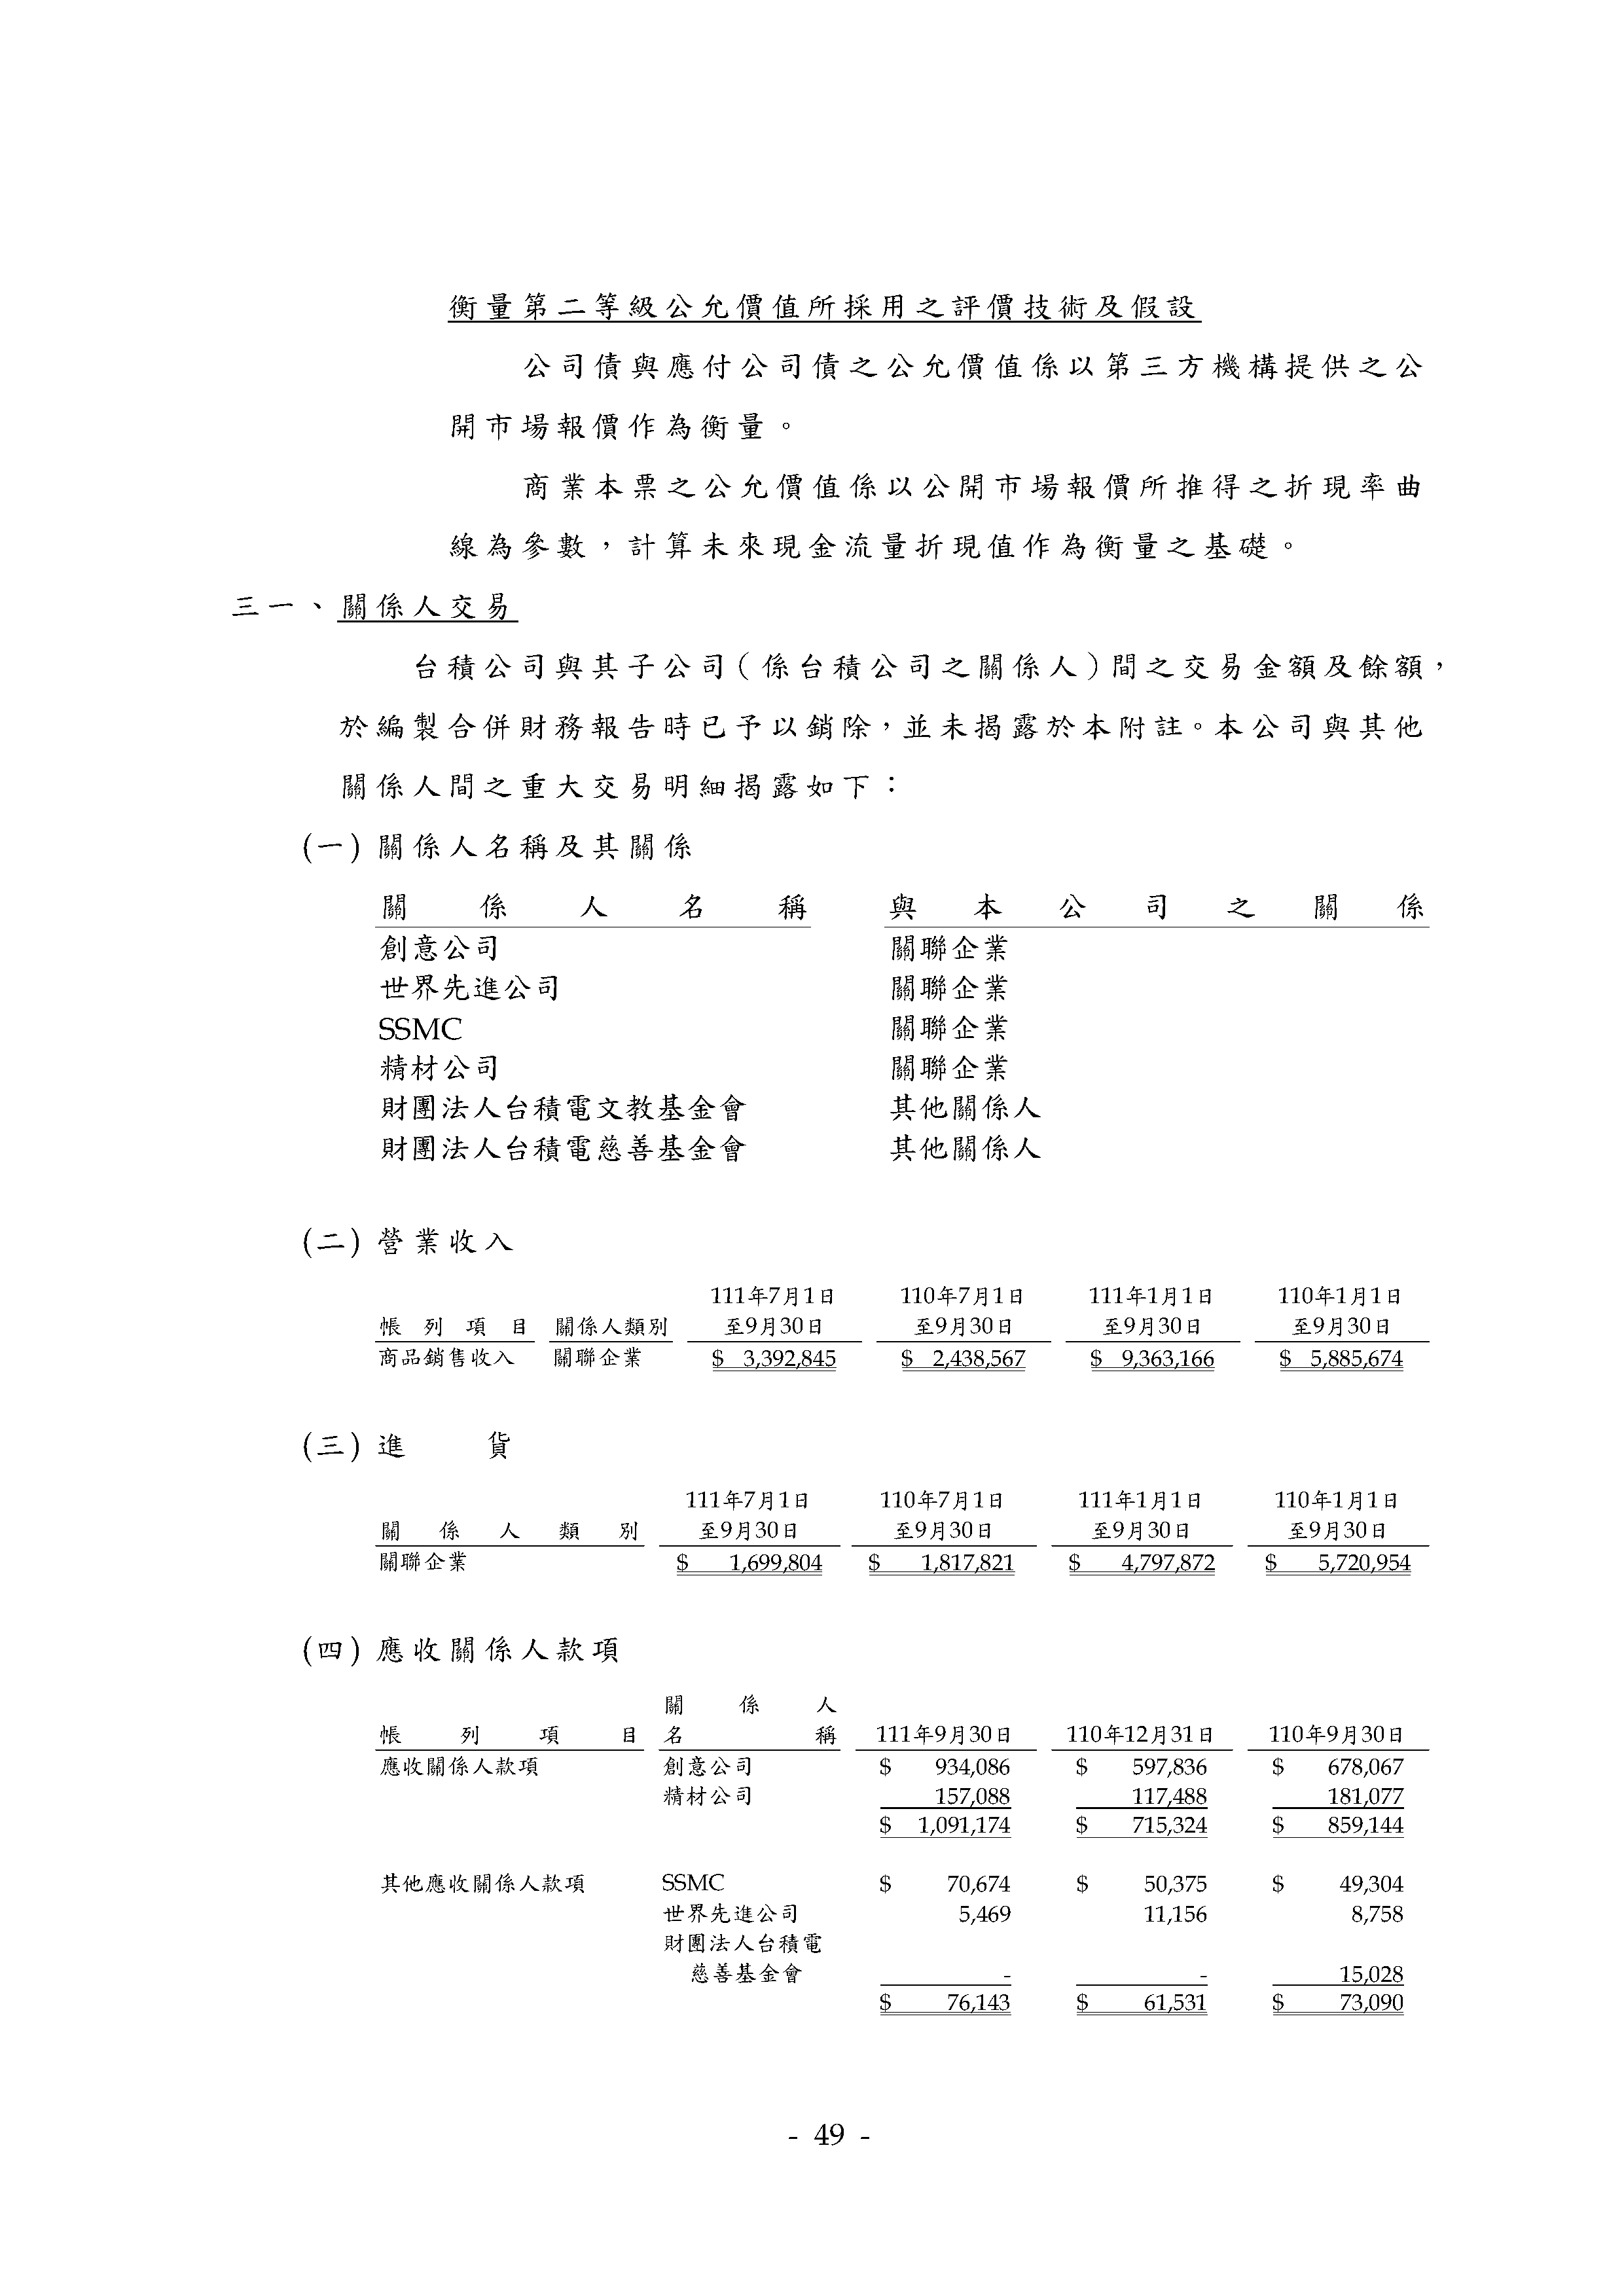 衡量第二等級公允價值所採用之評價技術及假設
公司債與應付公司債之公允價值係以第三方機構提供之公
開市場報價作為衡量。
商業本票之公允價值係以公開市場報價所推得之折現率曲
線為參數，計算未來現金流量折現值作為衡量之基礎。
三一、關係人交易
台積公司與其子公司（係台積公司之關係人）間之交易金額及餘額，
於編製合併財務報告時已予以銷除，並未揭露於本附註。本公司與其他
關係人間之重大交易明細揭露如下：
(一) 關係人名稱及其關係
關係人名稱 與本公司之關係
創意公司 關聯企業
世界先進公司 關聯企業
SSMC 關聯企業
精材公司 關聯企業
財團法人台積電文教基金會 其他關係人
財團法人台積電慈善基金會 其他關係人
(二) 營業收入
111年7月1日 110年7月1日 111年1月1日 110年1月1日
帳列項目 關係人類別 至9月30日 至9月30日 至9月30日 至9月30日
商品銷售收入 關聯企業 $ 3,392,845 $ 2,438,567 $ 9,363,166 $ 5,885,674
(三) 進貨
111年7月1日 110年7月1日 111年1月1日 110年1月1日
關係人類別 至9月30日 至9月30日 至9月30日 至9月30日
關聯企業 $ 1,699,804 $ 1,817,821 $ 4,797,872 $ 5,720,954
(四) 應收關係人款項
關係人
帳列項目 名稱 111年9月30日 110年12月31日 110年9月30日
應收關係人款項 創意公司 $ 934,086 $ 597,836 $ 678,067
精材公司 157,088 117,488 181,077
$ 1,091,174 $ 715,324 $ 859,144
其他應收關係人款項 SSMC $ 70,674 $ 50,375 $ 49,304
世界先進公司 5,469 11,156 8,758
財團法人台積電
慈善基金會 - - 15,028
$ 76,143 $ 61,531 $ 73,090
- 49 -